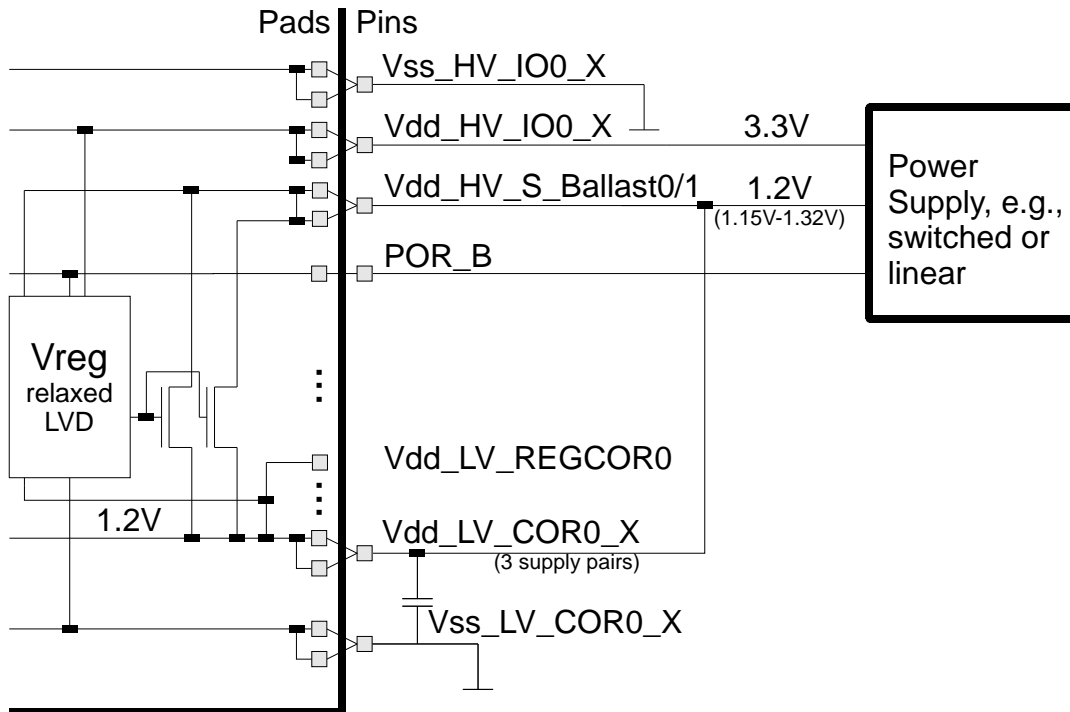 Pads
Pins
Vss_HV_IO0_X
Vdd_HV_IO0_X
3.3V
Vdd_HV_S_Ballast0/1
1.2V
(1.15V-1.32V)
Power
Supply, e.g.,
switched or
linear
POR_B
Vreg
relaxed
LVD
Vdd_LV_REGCOR0
1.2V
Vdd_LV_COR0_X
(3 supply pairs)
Vss_LV_COR0_X